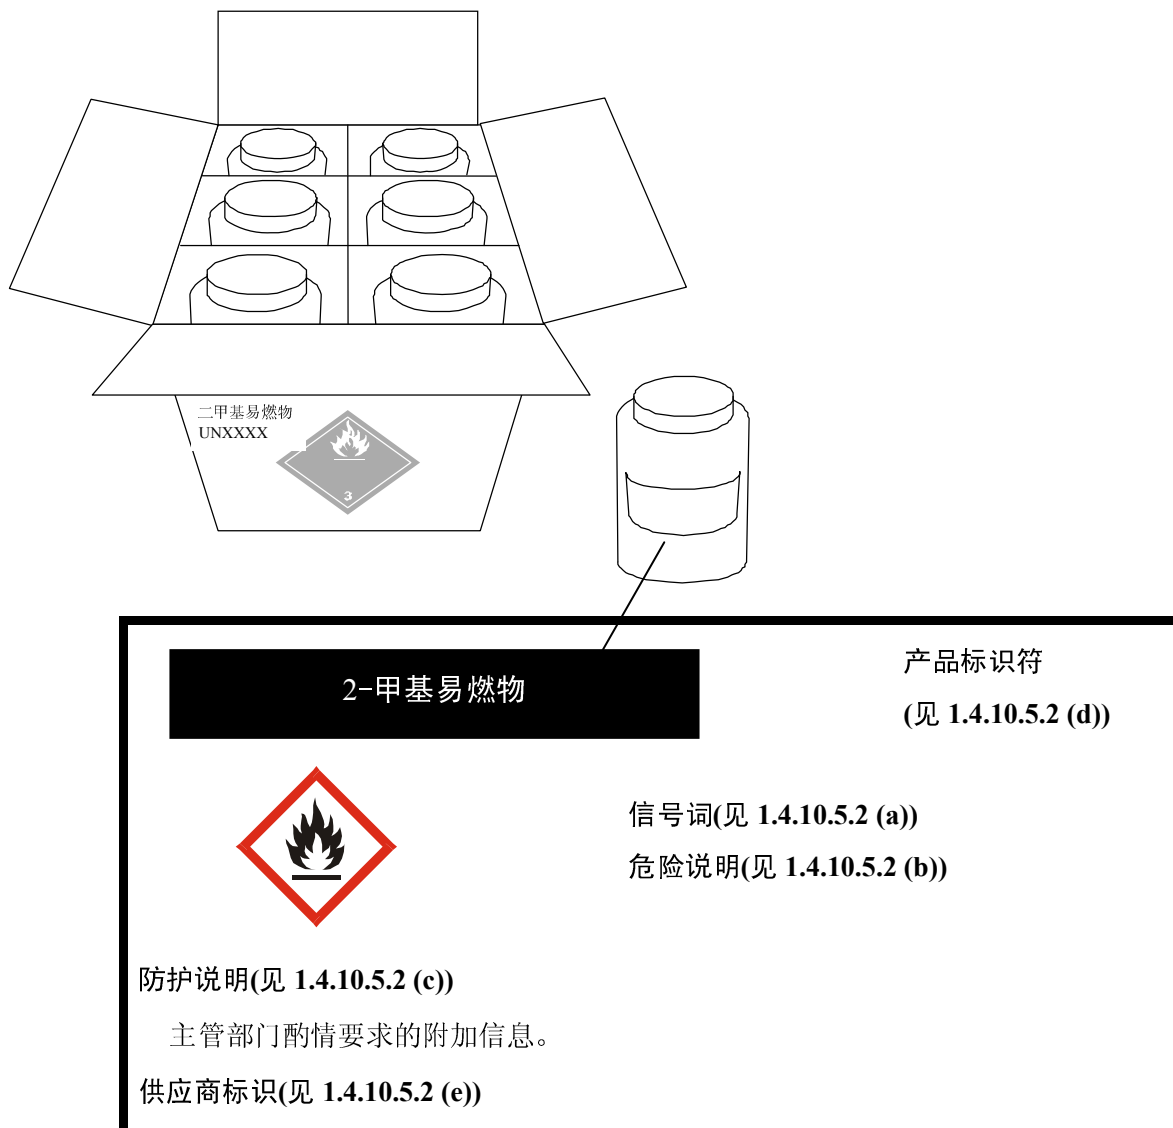 二甲基易燃物
UNXXXX
3
2-甲基易燃物
产品标识符
(见 1.4.10.5.2 (d))
信号词(见 1.4.10.5.2 (a))
危险说明(见 1.4.10.5.2 (b))
防护说明(见 1.4.10.5.2 (c))
主管部门酌情要求的附加信息。
供应商标识(见 1.4.10.5.2 (e))